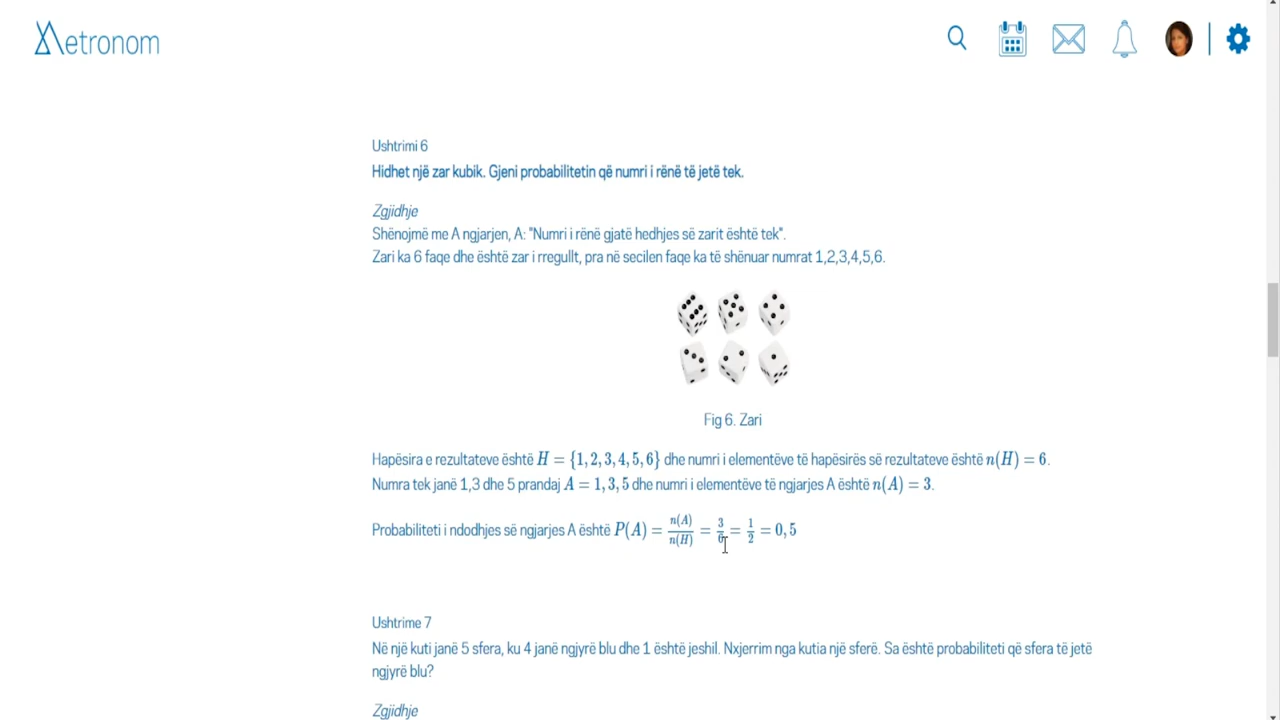 Metronom
Ushtrimi 6
Hidhet një zar kubik. Gjeni probabilitetin që numri i rënë të jetë tek.
Zgjidhje
Shënojmë me A ngjarjen, A: "Numri i rënë gjatë hedhjes së zarit është tek".
Zari ka 6 faqe dhe është zar i rregullt, pra në secilen faqe ka të shënuar numrat 1,2,3,4,5,6.
Fig 6. Zari
Hapësira e rezultateve është H = {1, 2, 3, 4, 5, 6} dhe numri i elementëve të hapësirës së rezultateve është n(H) = 6.
Numra tek janë 1,3 dhe 5 prandaj A = 1, 3, 5 dhe numri i elementëve të ngjarjes A është n(A) = 3.
Probabiliteti i ndodhjes së ngjarjes A është P(A) = n(A)/n(H) = 3/6 = 1/2 = 0, 5
Ushtrime 7
Në një kuti janë 5 sfera, ku 4 janë ngjyrë blu dhe 1 është jeshil. Nxjerrim nga kutia një sferë. Sa është probabiliteti që sfera të jetë
ngjyrë blu?
Zgjidhje